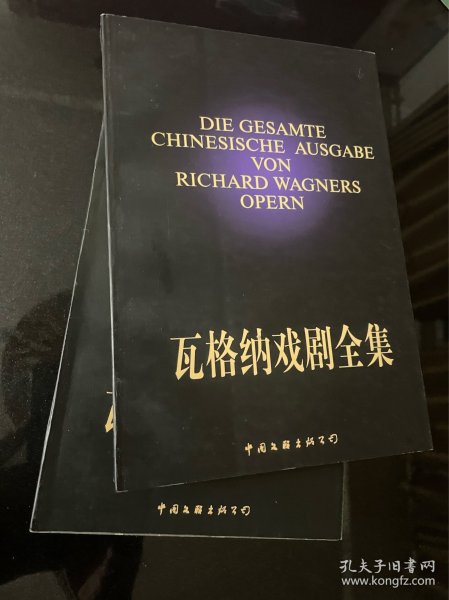 DIE GESAMTE
CHINESISCHE AUSGABE
VON
RICHARD WAGNERS
OPERN
瓦格纳戏剧全集
中国文联出版公司
中国文联出版公司
孔夫子旧书网
www.kongfz.com